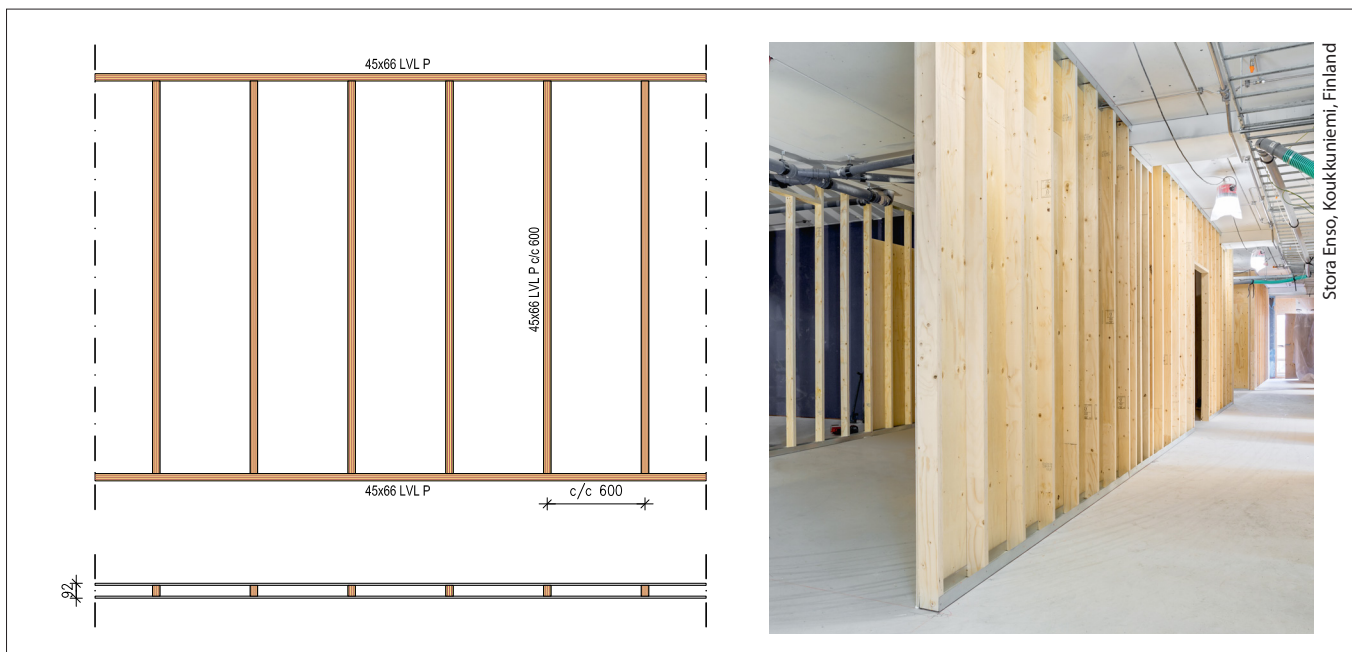 45x66 LVL P
45x66 LVL P c/c 600
45x66 LVL P
c/c 600
92
Stora Enso, Koukkuniemi, Finland